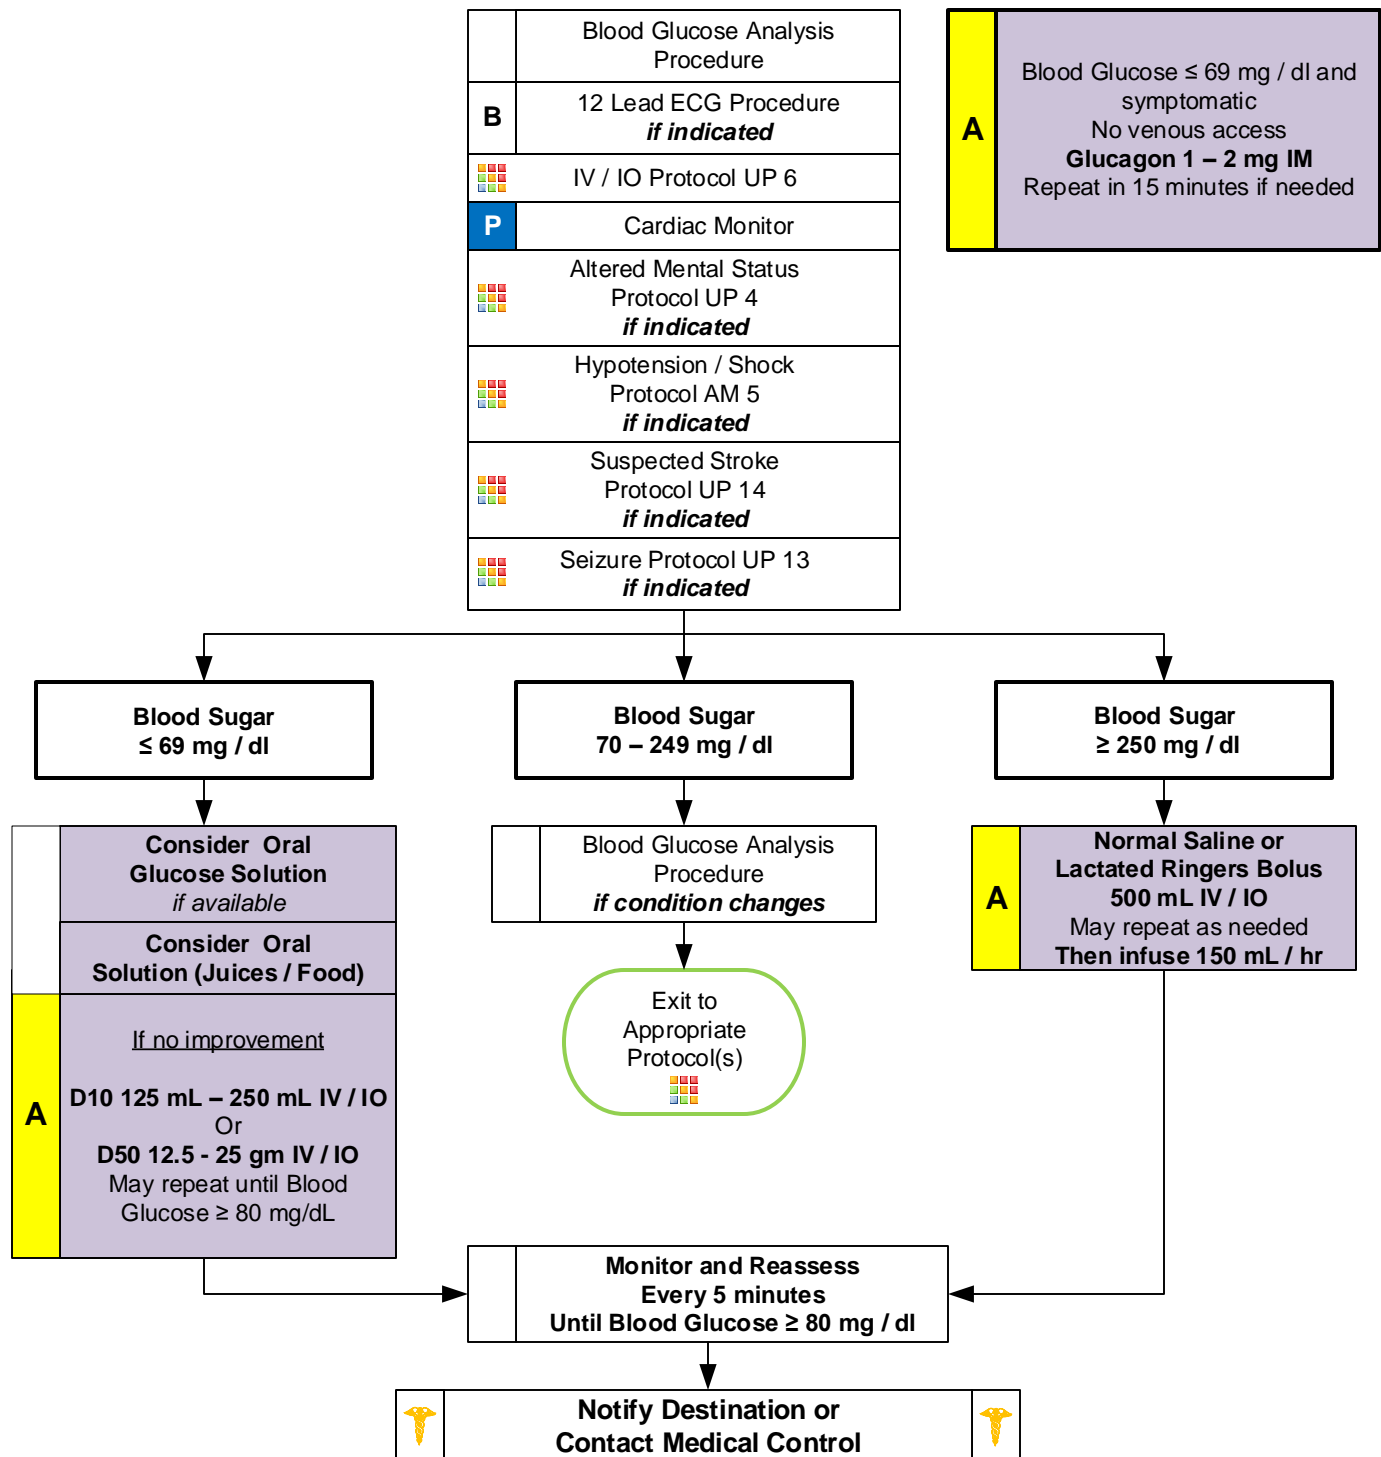 Blood Glucose Analysis
Procedure
B
12 Lead ECG Procedure
if indicated
IV / IO Protocol UP 6
P
Cardiac Monitor
Altered Mental Status
Protocol UP 4
if indicated
Hypotension / Shock
Protocol AM 5
if indicated
Suspected Stroke
Protocol UP 14
if indicated
Seizure Protocol UP 13
if indicated
A
Blood Glucose ≤ 69 mg / dl and
symptomatic
No venous access
Glucagon 1 – 2 mg IM
Repeat in 15 minutes if needed
Blood Sugar
≤ 69 mg / dl
Blood Sugar
70 – 249 mg / dl
Blood Sugar
≥ 250 mg / dl
Consider Oral
Glucose Solution
if available
Consider Oral
Solution (Juices / Food)
A
If no improvement
D10 125 mL – 250 mL IV / IO
Or
D50 12.5 - 25 gm IV / IO
May repeat until Blood
Glucose ≥ 80 mg/dL
Blood Glucose Analysis
Procedure
if condition changes
Exit to
Appropriate
Protocol(s)
A
Normal Saline or
Lactated Ringers Bolus
500 mL IV / IO
May repeat as needed
Then infuse 150 mL / hr
Monitor and Reassess
Every 5 minutes
Until Blood Glucose ≥ 80 mg / dl
Notify Destination or
Contact Medical Control